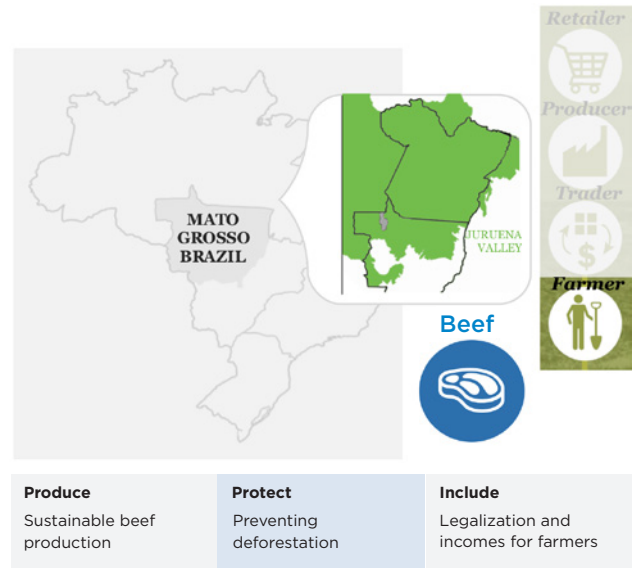 Retailer
Producer
Trader
Farmer
MATO
GROSSO
BRAZIL
JURUENA
VALLEY
Beef
Produce
Sustainable beef
production
Protect
Preventing
deforestation
Include
Legalization and
incomes for farmers